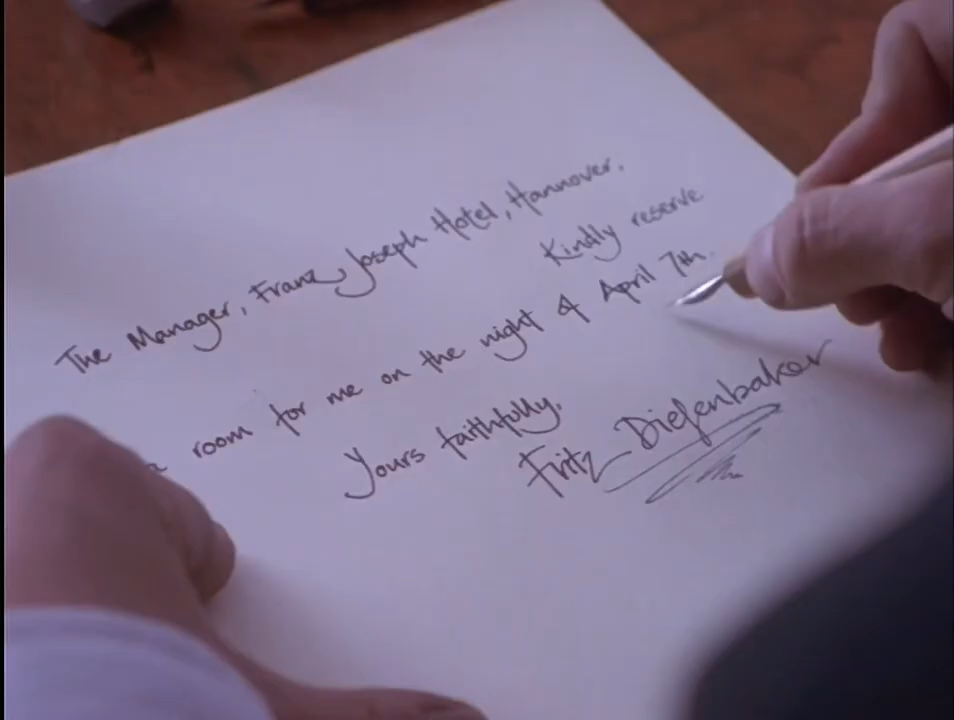 The Manager, Franz Joseph Hotel, Hannover.
Kindly reserve
a room for me on the night of April 7th.
Yours faithfully.
Fritz Diefenbaker